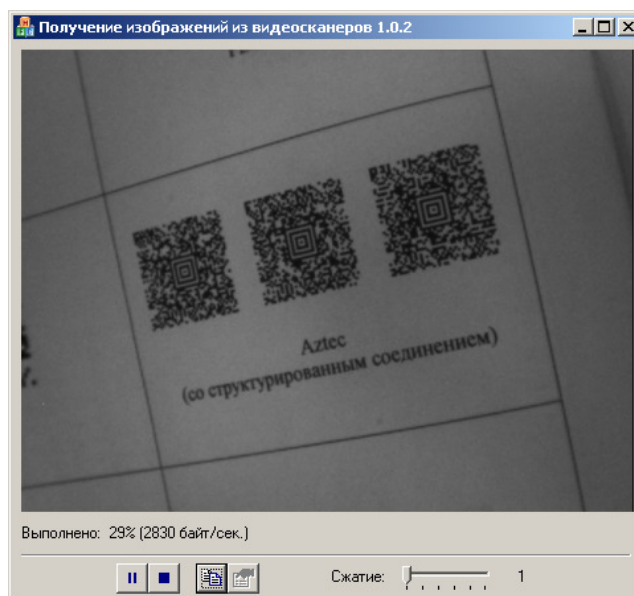 Получение изображений из видеосканеров 1.0.2
Aztec
(со структурированным соединением)
Выполнено: 29% (2830 байт/сек.)
Сжатие: 1